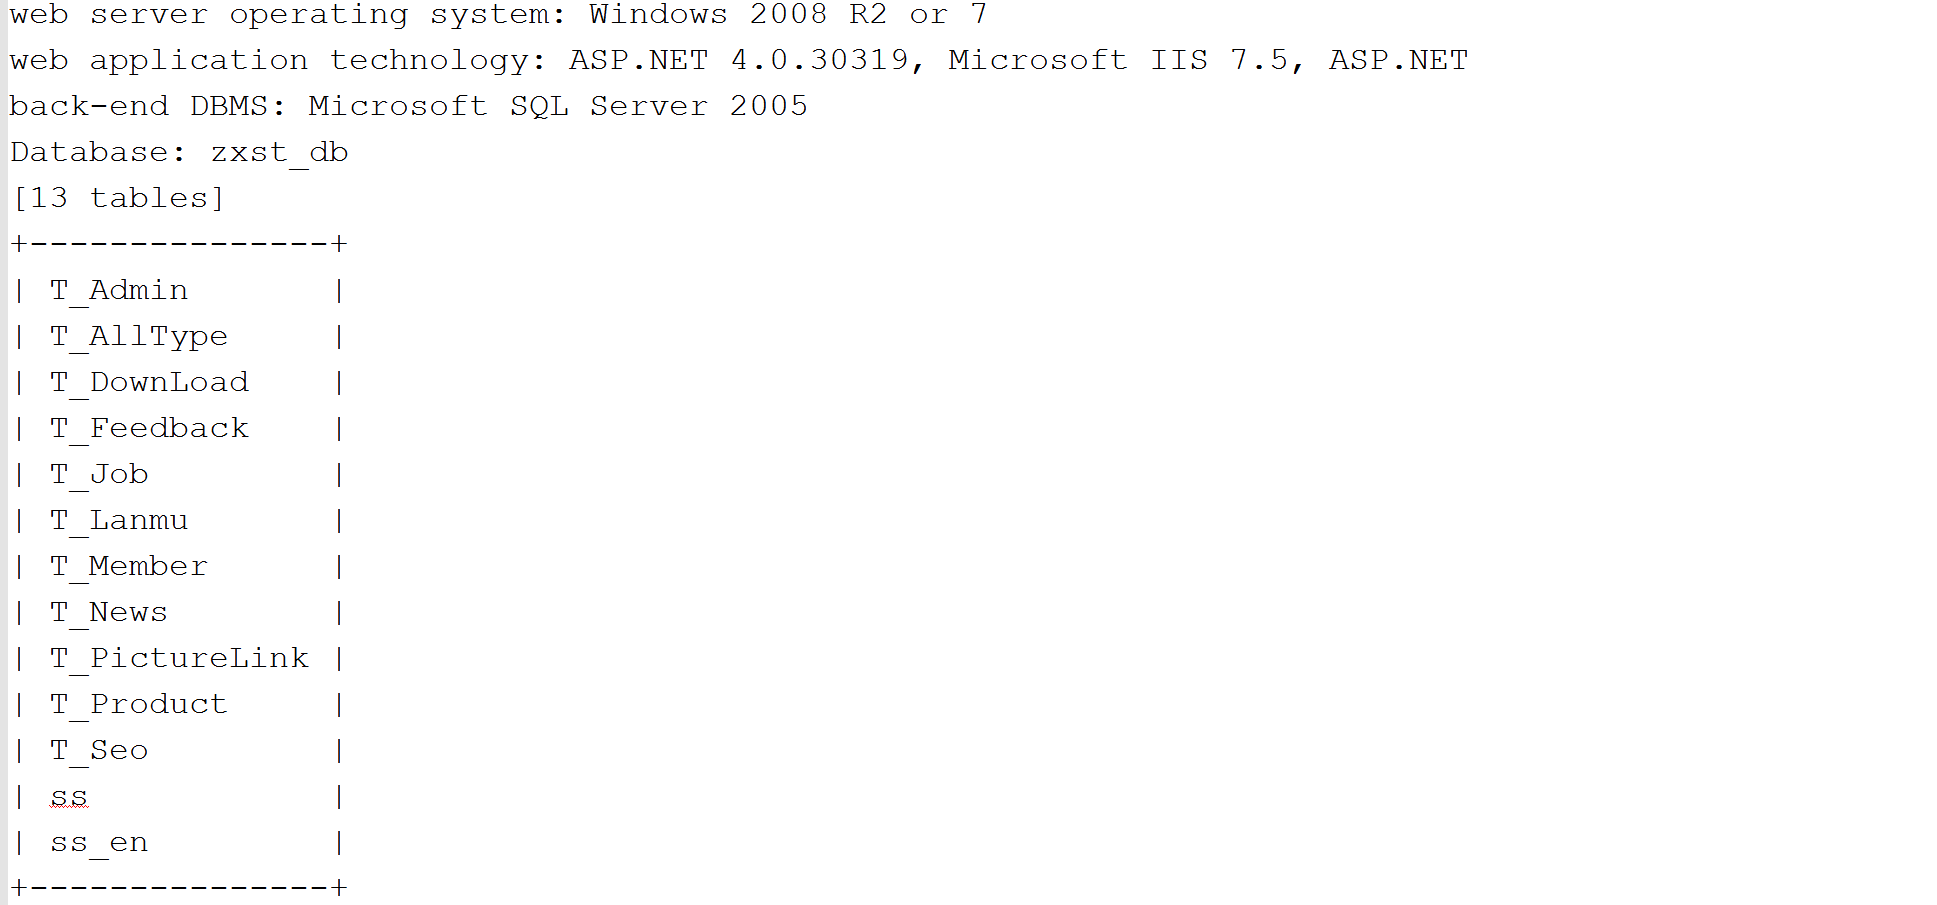 web server operating system: Windows 2008 R2 or 7
web application technology: ASP.NET 4.0.30319, Microsoft IIS 7.5, ASP.NET
back-end DBMS: Microsoft SQL Server 2005
Database: zxst_db
[13 tables]
+---------------+
| T_Admin       |
| T_AllType     |
| T_DownLoad    |
| T_Feedback    |
| T_Job         |
| T_Lanmu       |
| T_Member      |
| T_News        |
| T_PictureLink |
| T_Product     |
| T_Seo         |
| ss            |
| ss_en         |
+---------------+